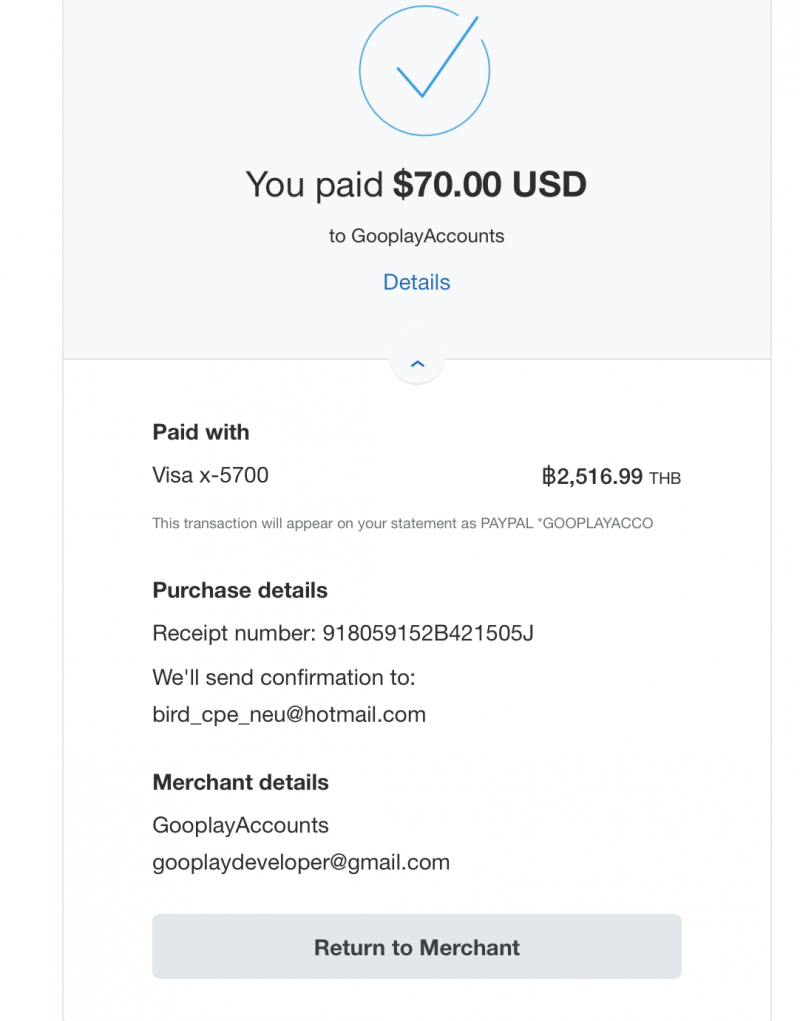 You paid $70.00 USD
to GooplayAccounts
Details
Paid with
Visa x-5700 ฿2,516.99 THB
This transaction will appear on your statement as PAYPAL *GOOPLAYACCO
Purchase details
Receipt number: 918059152B421505J
We'll send confirmation to:
bird_cpe_neu@hotmail.com
Merchant details
GooplayAccounts
gooplaydeveloper@gmail.com
Return to Merchant